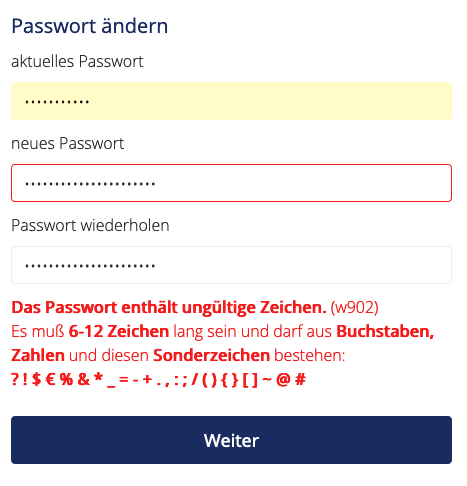 Passwort ändern
aktuelles Passwort
•••••••••••
neues Passwort
••••••••••••••••••••••
Passwort wiederholen
••••••••••••••••••••••
Das Passwort enthält ungültige Zeichen. (w902)
Es muß 6-12 Zeichen lang sein und darf aus Buchstaben,
Zahlen und diesen Sonderzeichen bestehen:
? ! $ € % & * _ = - + . , : ; / ( ) { } [ ] ~ @ #
Weiter